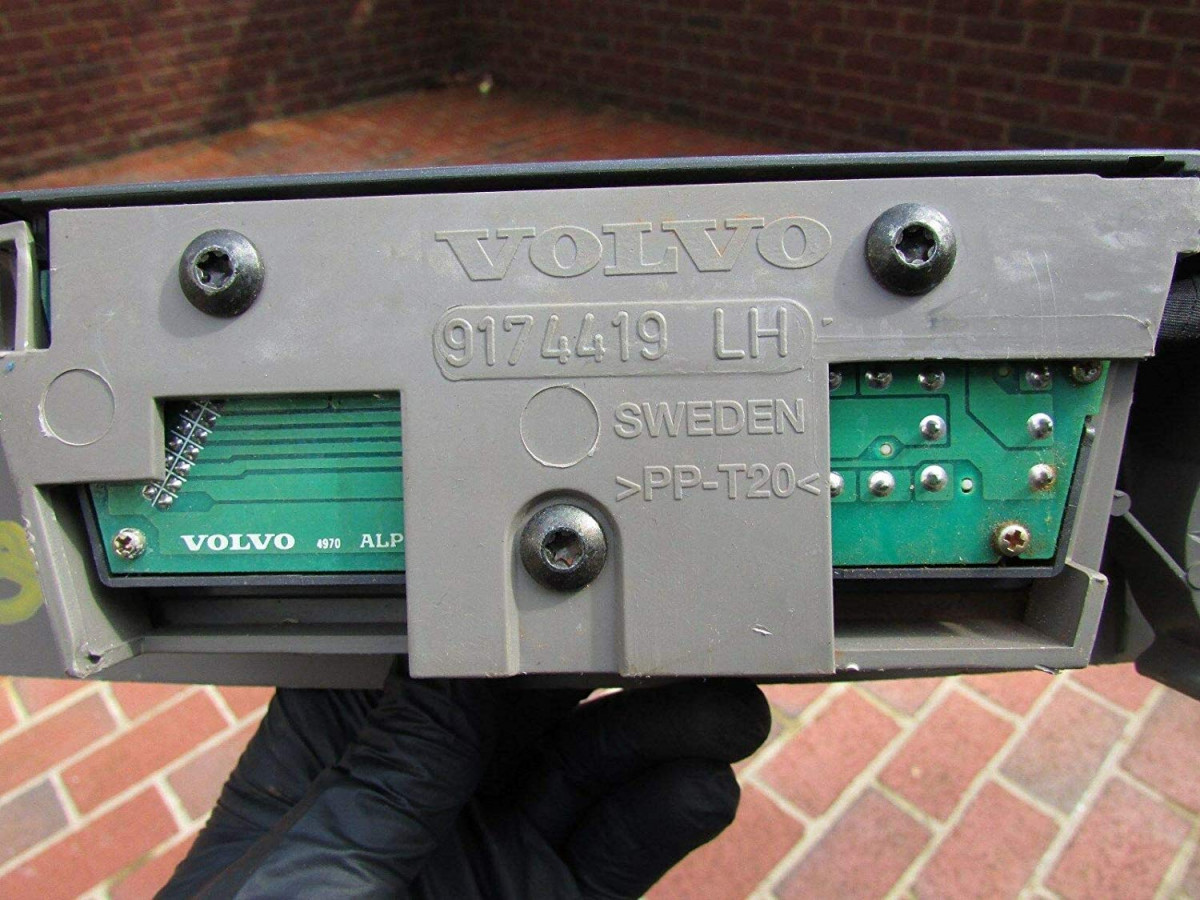 VOLVO
9174419 LH
SWEDEN
>PP-T20<
VOLVO 4970 ALP